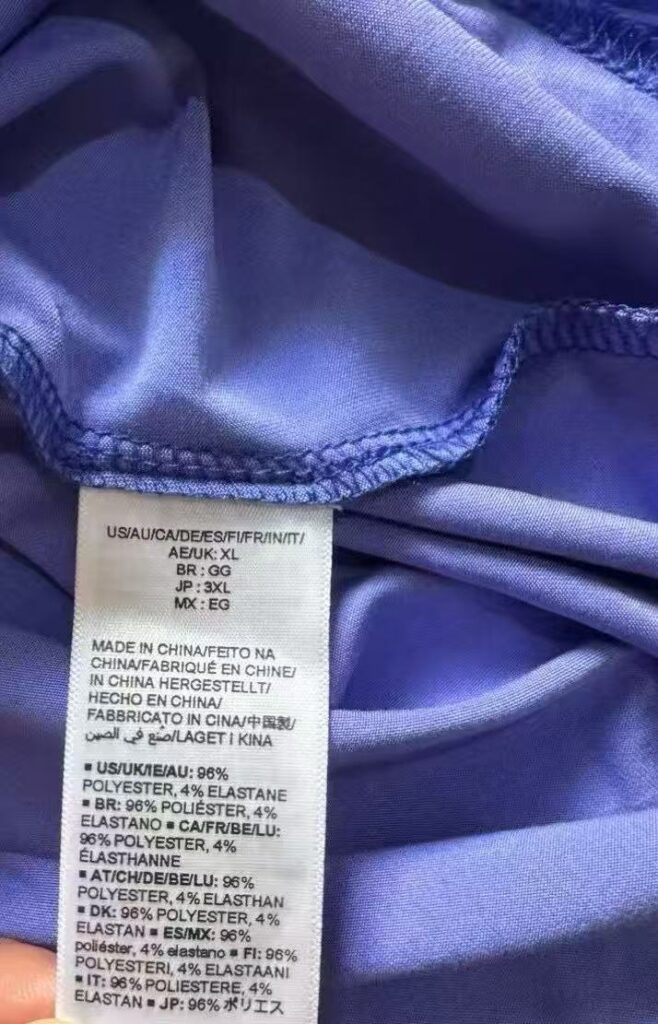 US/AU/CA/DE/ES/FI/FR/IN/IT/
AE/UK: XL
BR : GG
JP : 3XL
MX : EG
MADE IN CHINA/FEITO NA
CHINA/FABRIQUÉ EN CHINE/
IN CHINA HERGESTELLT/
HECHO EN CHINA/
FABBRICATO IN CINA/中国製/
صنع في الصين/LAGET I KINA
▪ US/UK/IE/AU: 96%
POLYESTER, 4% ELASTANE
▪ BR: 96% POLIÉSTER, 4%
ELASTANO ▪ CA/FR/BE/LU:
96% POLYESTER, 4%
ÉLASTHANNE
▪ AT/CH/DE/BE/LU: 96%
POLYESTER, 4% ELASTHAN
▪ DK: 96% POLYESTER, 4%
ELASTAN ▪ ES/MX: 96%
poliéster, 4% elastano ▪ FI: 96%
POLYESTERI, 4% ELASTAANI
▪ IT: 96% POLIESTERE, 4%
ELASTAN ▪ JP: 96% ポリエス